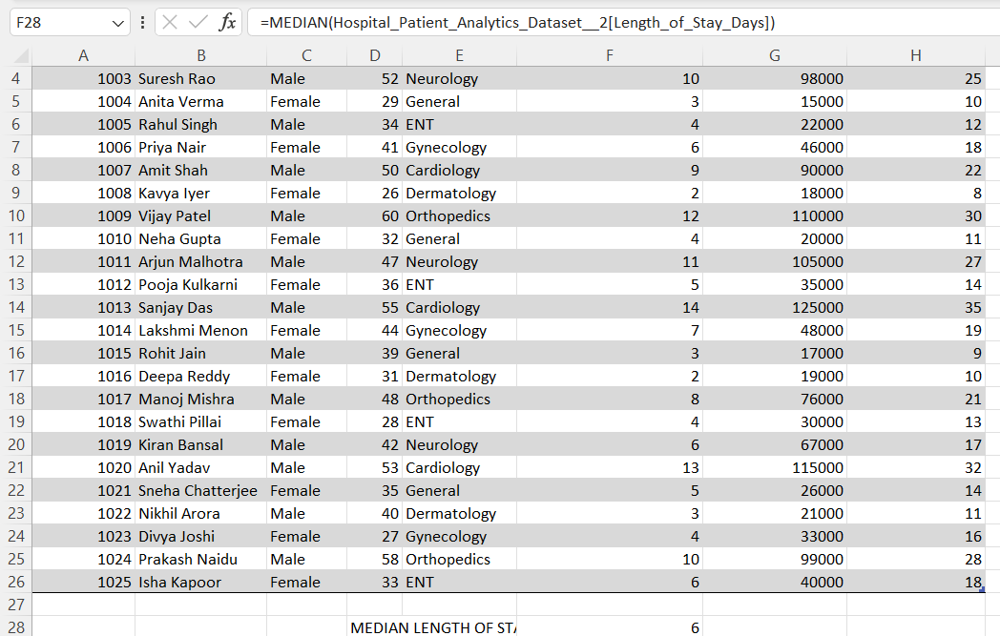 F28 fx =MEDIAN(Hospital_Patient_Analytics_Dataset__2[Length_of_Stay_Days])
A B C D E F G H
4 1003 Suresh Rao Male 52 Neurology 10 98000 25
5 1004 Anita Verma Female 29 General 3 15000 10
6 1005 Rahul Singh Male 34 ENT 4 22000 12
7 1006 Priya Nair Female 41 Gynecology 6 46000 18
8 1007 Amit Shah Male 50 Cardiology 9 90000 22
9 1008 Kavya Iyer Female 26 Dermatology 2 18000 8
10 1009 Vijay Patel Male 60 Orthopedics 12 110000 30
11 1010 Neha Gupta Female 32 General 4 20000 11
12 1011 Arjun Malhotra Male 47 Neurology 11 105000 27
13 1012 Pooja Kulkarni Female 36 ENT 5 35000 14
14 1013 Sanjay Das Male 55 Cardiology 14 125000 35
15 1014 Lakshmi Menon Female 44 Gynecology 7 48000 19
16 1015 Rohit Jain Male 39 General 3 17000 9
17 1016 Deepa Reddy Female 31 Dermatology 2 19000 10
18 1017 Manoj Mishra Male 48 Orthopedics 8 76000 21
19 1018 Swathi Pillai Female 28 ENT 4 30000 13
20 1019 Kiran Bansal Male 42 Neurology 6 67000 17
21 1020 Anil Yadav Male 53 Cardiology 13 115000 32
22 1021 Sneha Chatterjee Female 35 General 5 26000 14
23 1022 Nikhil Arora Male 40 Dermatology 3 21000 11
24 1023 Divya Joshi Female 27 Gynecology 4 33000 16
25 1024 Prakash Naidu Male 58 Orthopedics 10 99000 28
26 1025 Isha Kapoor Female 33 ENT 6 40000 18
27
28 MEDIAN LENGTH OF STA 6